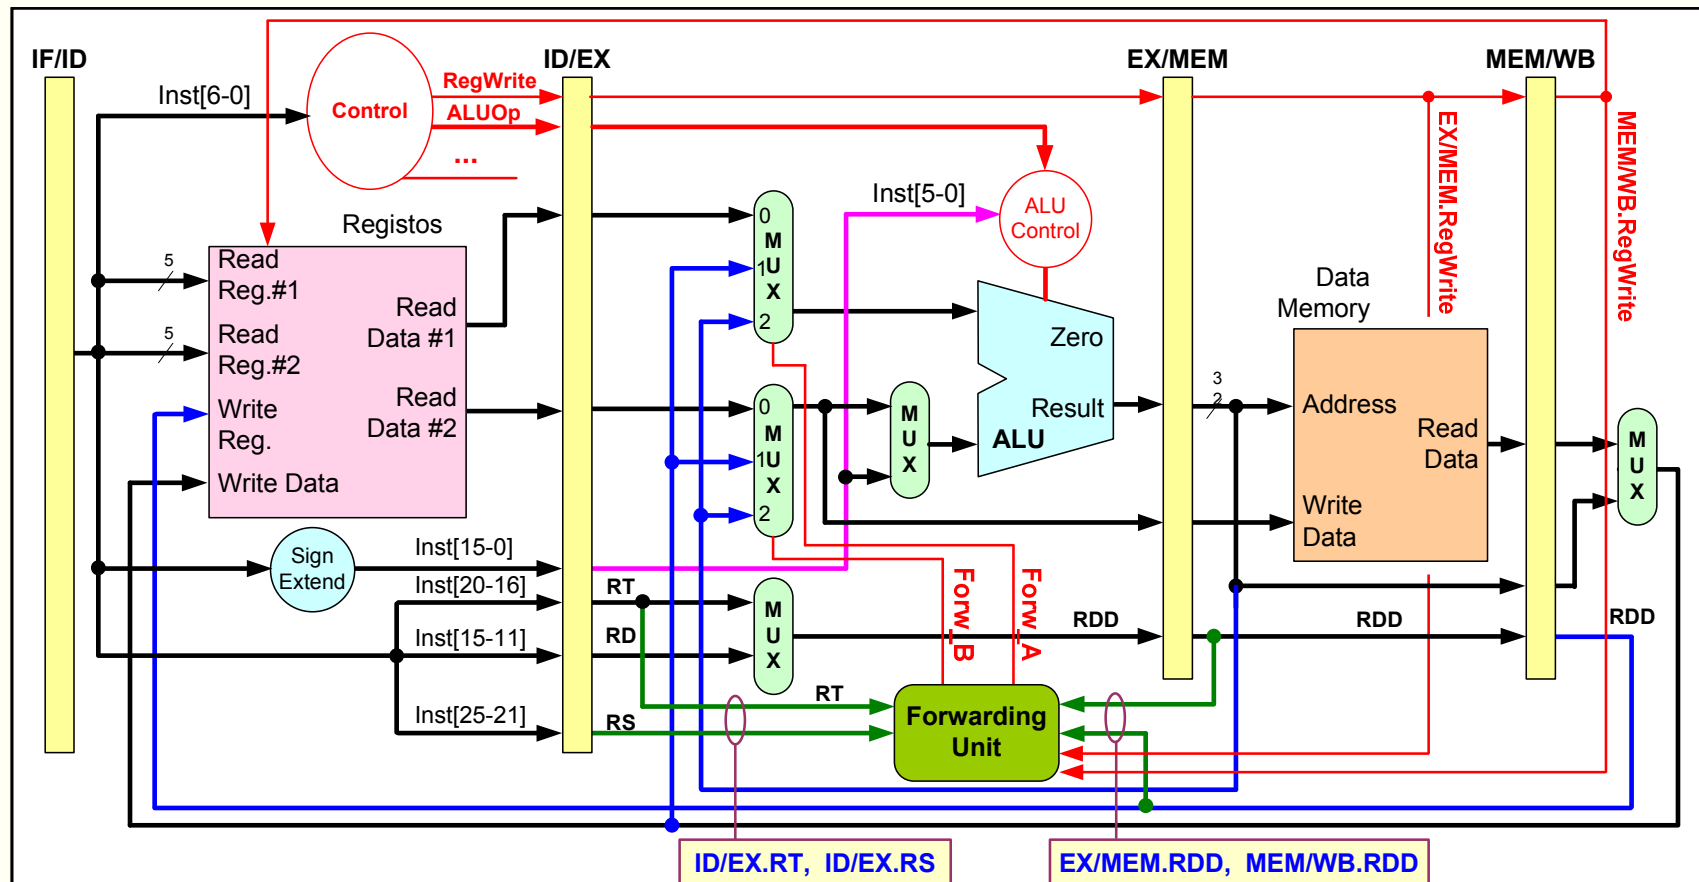 IF/ID
ID/EX
EX/MEM
MEM/WB
Inst[6-0]
Control
RegWrite
ALUOp
...
EX/MEM.RegWrite
MEM/WB.RegWrite
Inst[5-0]
ALU
Control
Registos
5
Read
Reg.#1
5
Read
Reg.#2
Write
Reg.
Write Data
Read
Data #1
Read
Data #2
0
M
1
U
X
2
0
M
1
U
X
2
M
U
X
Zero
Result
ALU
3
2
Data
Memory
Address
Read
Data
Write
Data
M
U
X
Sign
Extend
Inst[15-0]
Inst[20-16]
Inst[15-11]
Inst[25-21]
RT
RD
RS
M
U
X
RDD
RDD
RDD
Forw_B
Forw_A
RT
Forwarding
Unit
ID/EX.RT, ID/EX.RS
EX/MEM.RDD, MEM/WB.RDD